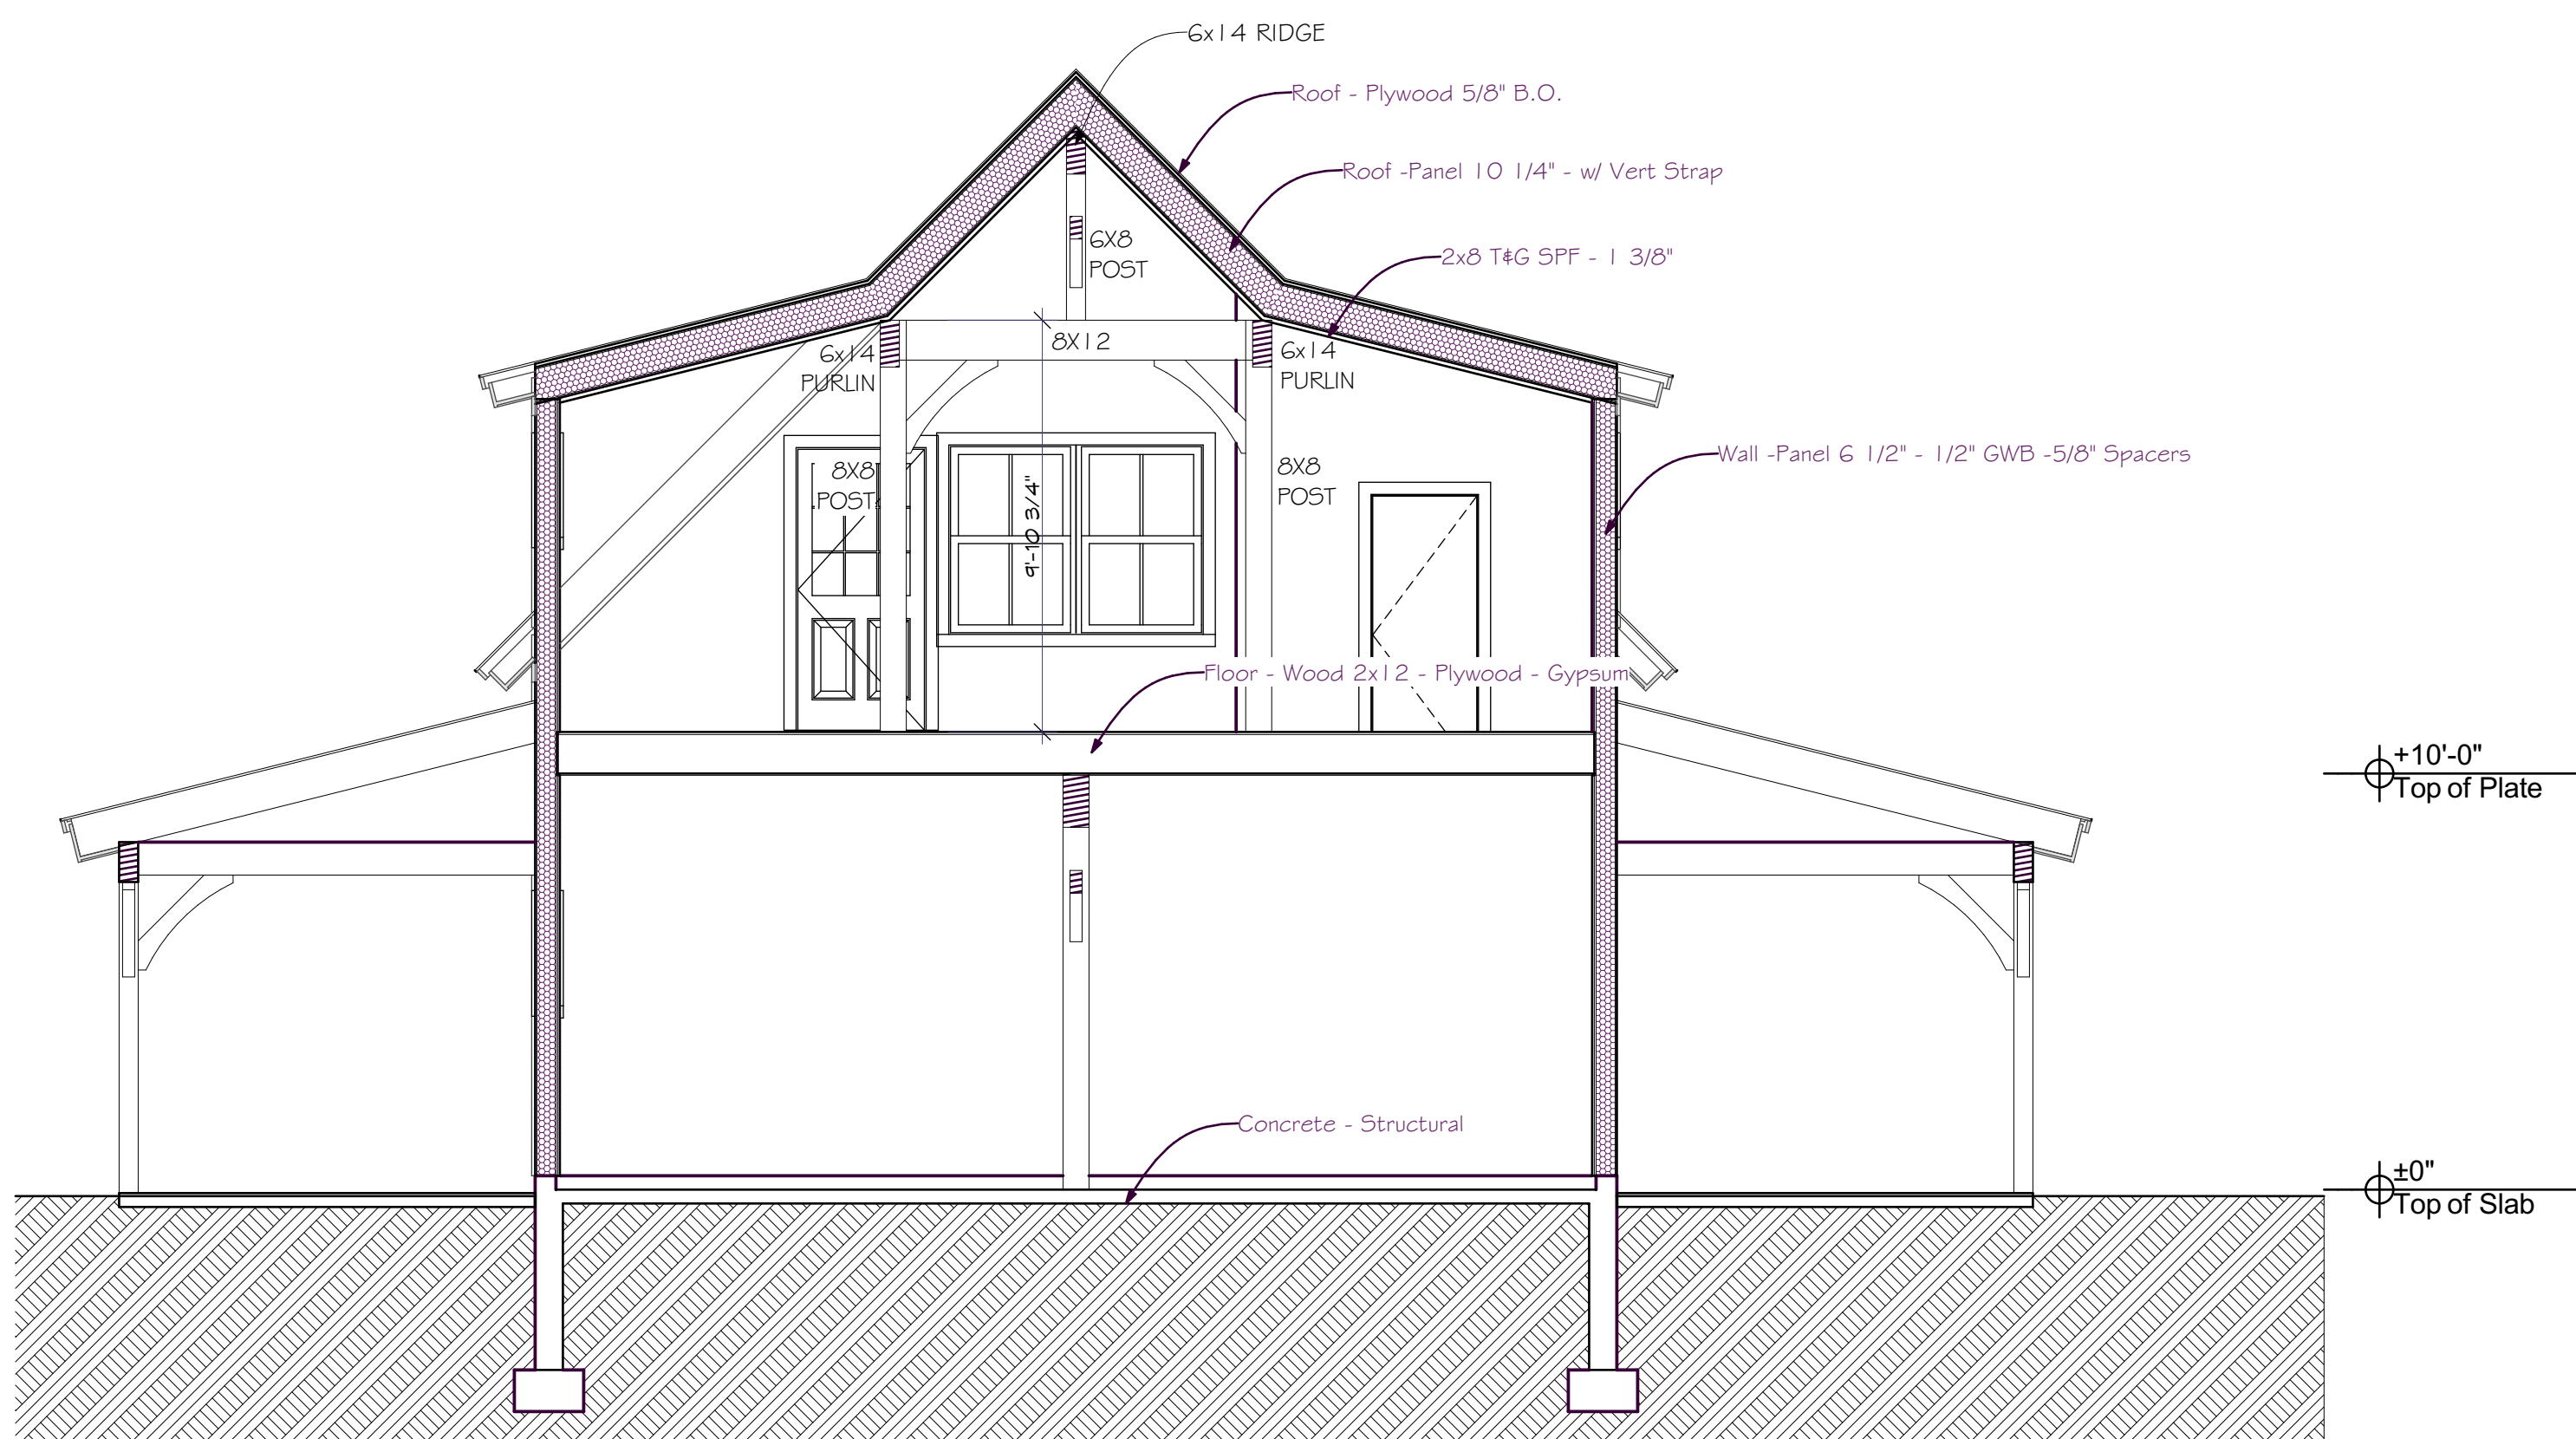 6x14 RIDGE
Roof - Plywood 5/8" B.O.
Roof -Panel 10 1/4" - w/ Vert Strap
6X8
POST
2x8 T&G SPF - 1 3/8"
8X12
6x14
PURLIN
6x14
PURLIN
Wall -Panel 6 1/2" - 1/2" GWB -5/8" Spacers
8X8
POST
8X8
POST
9'-10 3/4"
Floor - Wood 2x12 - Plywood - Gypsum
+10'-0"
Top of Plate
Concrete - Structural
±0"
Top of Slab